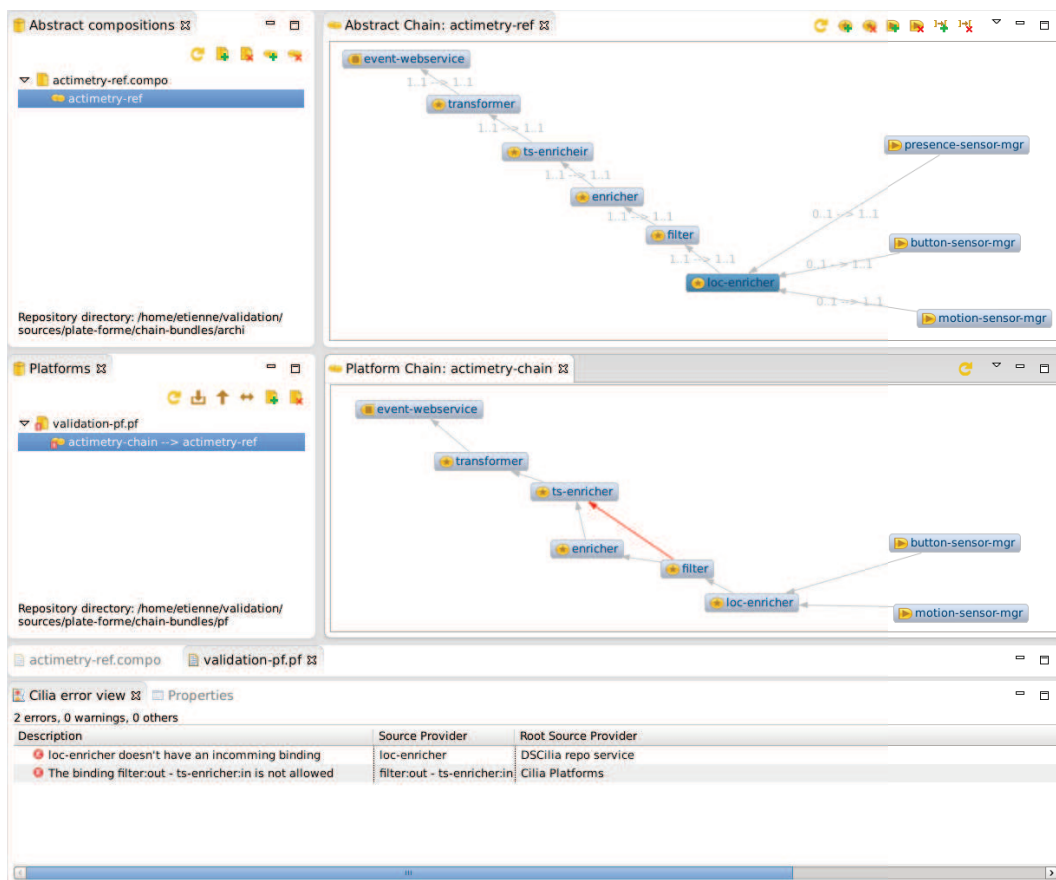 Abstract compositions
actimetry-ref.compo
actimetry-ref
Repository directory: /home/etienne/validation/
sources/plate-forme/chain-bundles/archi
Abstract Chain: actimetry-ref
event-webservice
1..1 --> 1..1
transformer
1..1 --> 1..1
ts-enricheir
1..1 --> 1..1
enricher
1..1 --> 1..1
filter
1..1 --> 1..1
loc-enricher
presence-sensor-mgr
0..1 --> 1..1
button-sensor-mgr
0..1 --> 1..1
motion-sensor-mgr
0..1 --> 1..1
Platforms
validation-pf.pf
actimetry-chain --> actimetry-ref
Repository directory: /home/etienne/validation/
sources/plate-forme/chain-bundles/pf
Platform Chain: actimetry-chain
event-webservice
transformer
ts-enricher
enricher
filter
loc-enricher
button-sensor-mgr
motion-sensor-mgr
actimetry-ref.compo validation-pf.pf
Cilia error view Properties
2 errors, 0 warnings, 0 others
Description Source Provider Root Source Provider
loc-enricher doesn't have an incomming binding loc-enricher DSCilia repo service
The binding filter:out - ts-enricher:in is not allowed filter:out - ts-enricher:in Cilia Platforms